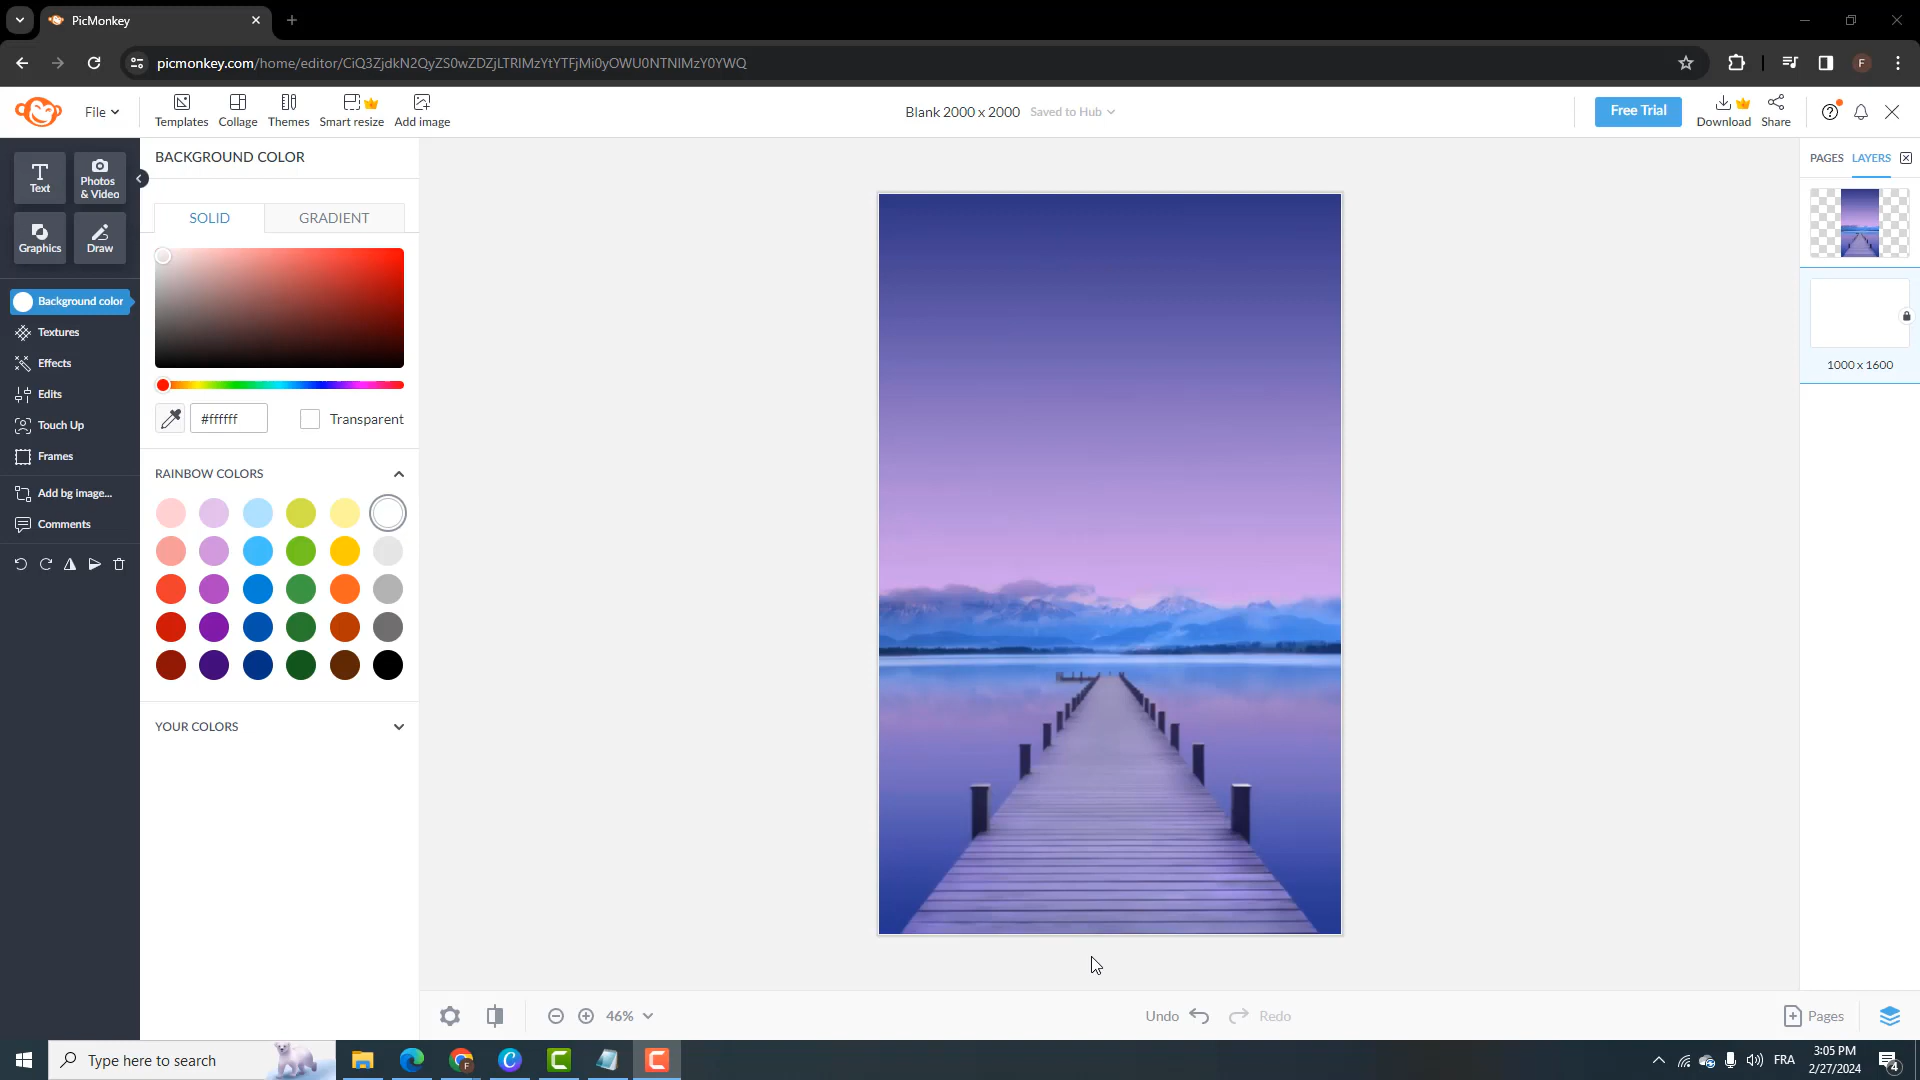 PicMonkey
picmonkey.com/home/editor/CiQ3ZjdkN2QyZS0wZDZjLTRlMzYtYTFjMi0yOWU0NTNlMzY0YWQ
File
Templates
Collage
Themes
Smart resize
Add image
Blank 2000 x 2000
Saved to Hub
Free Trial
Download
Share
F
BACKGROUND COLOR
PAGES
LAYERS
Text
Photos
& Video
Graphics
Draw
SOLID
GRADIENT
Background color
Textures
Effects
Edits
Touch Up
Frames
Add bg image...
Comments
#ffffff
Transparent
RAINBOW COLORS
YOUR COLORS
1000 x 1600
46%
Undo
Redo
Pages
Type here to search
FRA
3:05 PM
2/27/2024
4